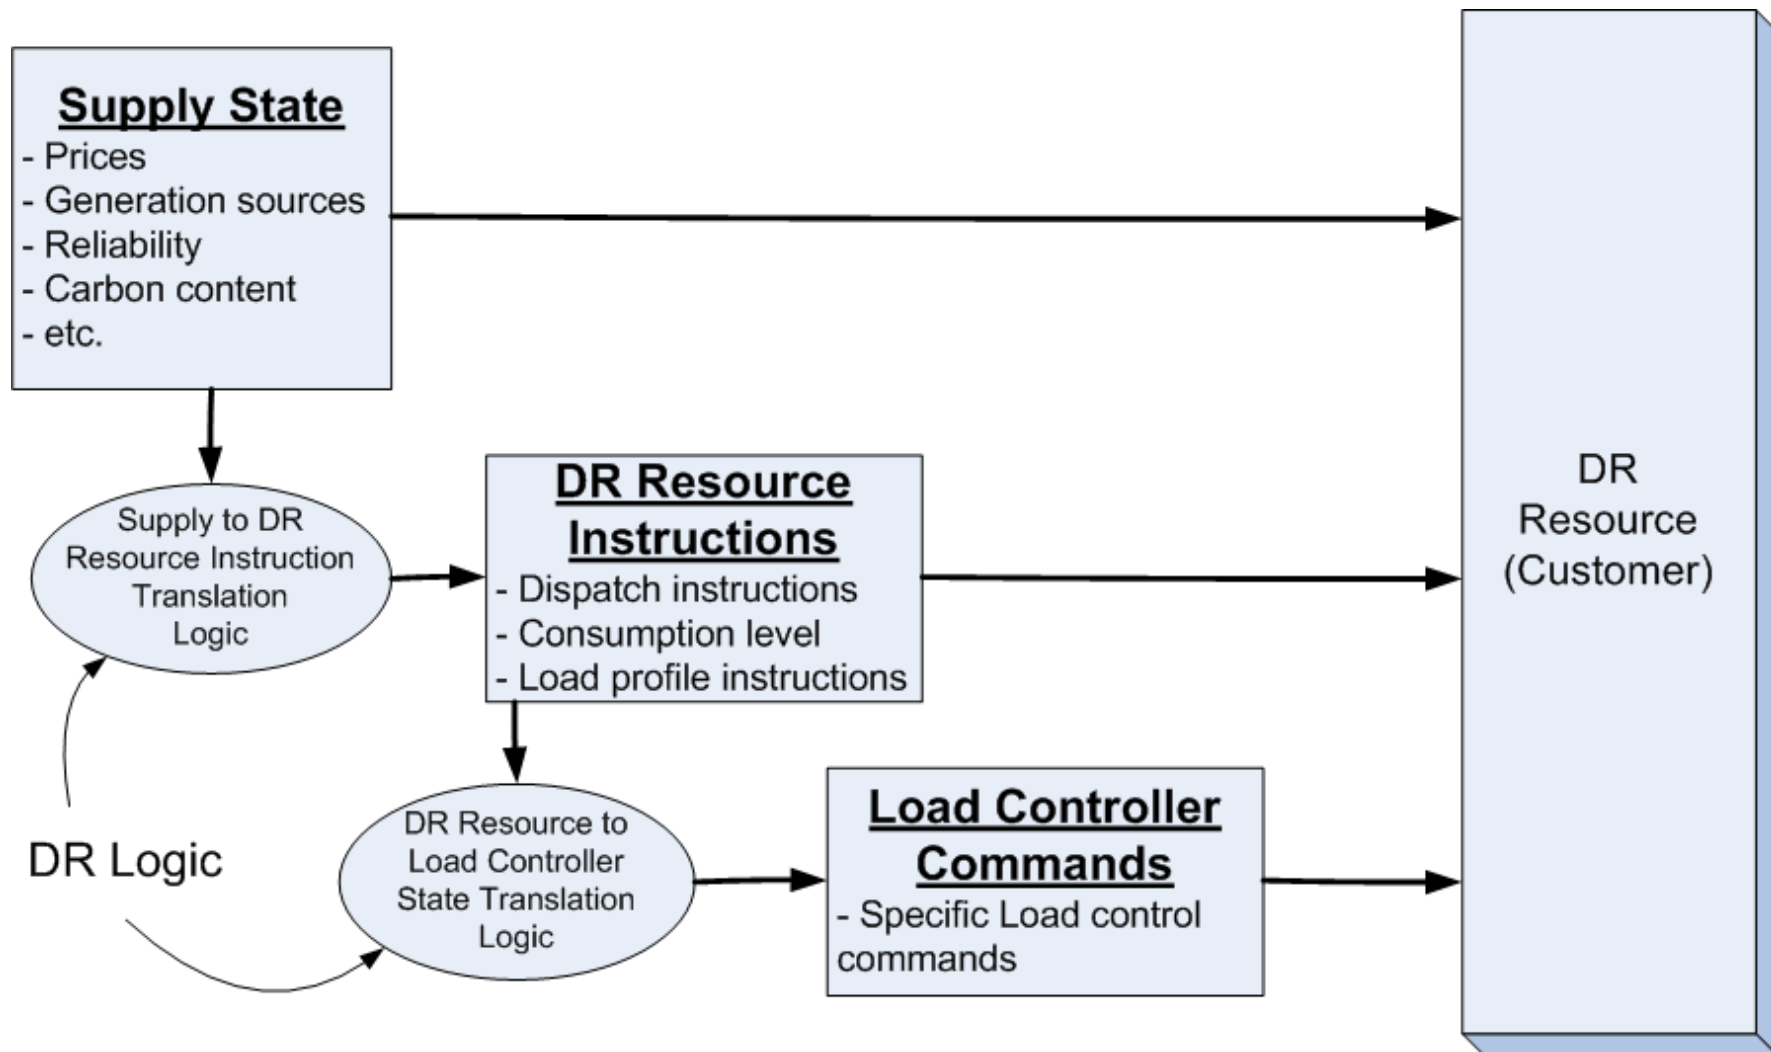 Supply State
- Prices
- Generation sources
- Reliability
- Carbon content
- etc.
Supply to DR
Resource Instruction
Translation
Logic
DR Resource
Instructions
- Dispatch instructions
- Consumption level
- Load profile instructions
DR
Resource
(Customer)
DR Logic
DR Resource to
Load Controller
State Translation
Logic
Load Controller
Commands
- Specific Load control
commands